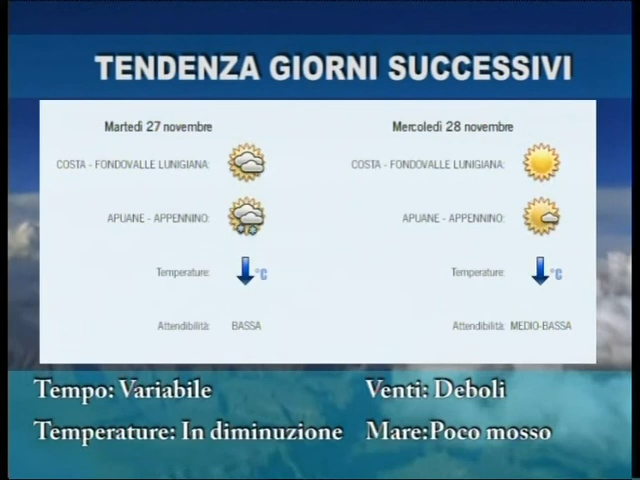 TENDENZA GIORNI SUCCESSIVI
Martedì 27 novembre
COSTA - FONDOVALLE LUNIGIANA:
APUANE - APPENNINO:
Temperature: °C
Attendibilità: BASSA
Mercoledì 28 novembre
COSTA - FONDOVALLE LUNIGIANA:
APUANE - APPENNINO:
Temperature: °C
Attendibilità: MEDIO-BASSA
Tempo: Variabile
Venti: Deboli
Temperature: In diminuzione
Mare:Poco mosso